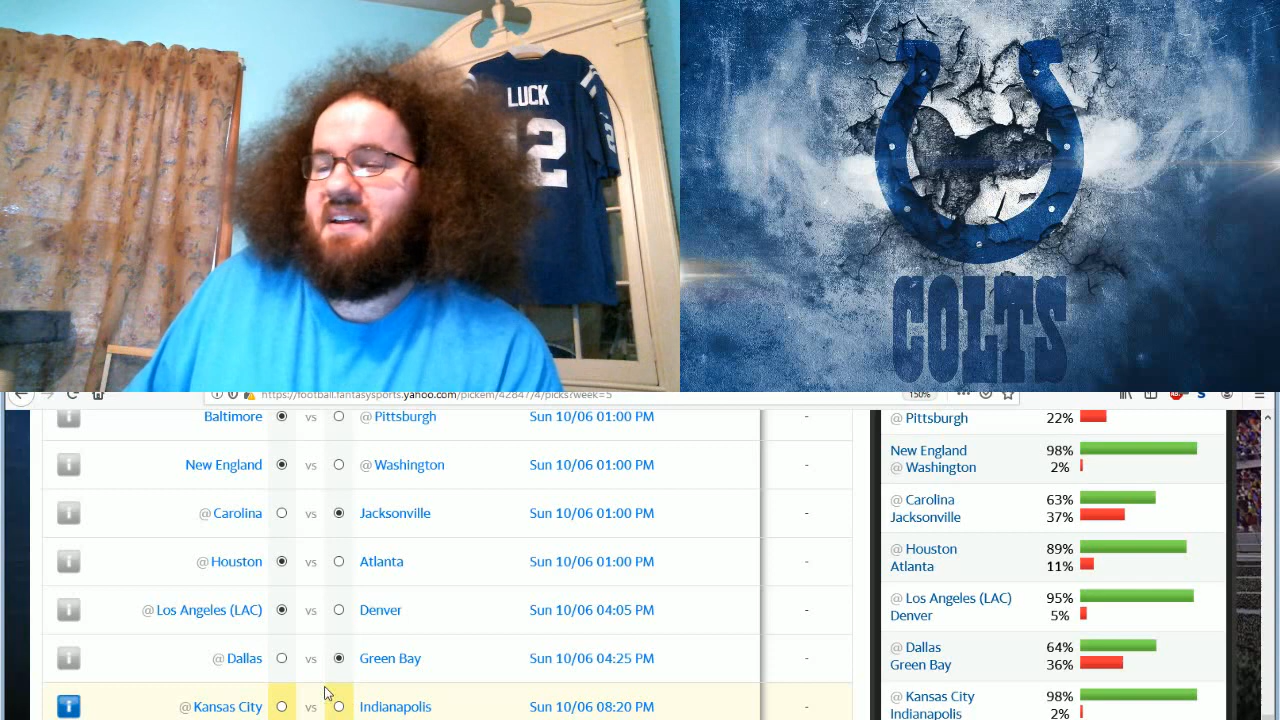 LUCK
2
COLTS
https://football.fantasysports.yahoo.com/pickem/42847/4/picks?week=5
150%
Baltimore vs @ Pittsburgh Sun 10/06 01:00 PM -
New England vs @ Washington Sun 10/06 01:00 PM -
@ Carolina vs Jacksonville Sun 10/06 01:00 PM -
@ Houston vs Atlanta Sun 10/06 01:00 PM -
@ Los Angeles (LAC) vs Denver Sun 10/06 04:05 PM -
@ Dallas vs Green Bay Sun 10/06 04:25 PM -
@ Kansas City vs Indianapolis Sun 10/06 08:20 PM -
@ Pittsburgh 22%
New England 98%
@ Washington 2%
@ Carolina 63%
Jacksonville 37%
@ Houston 89%
Atlanta 11%
@ Los Angeles (LAC) 95%
Denver 5%
@ Dallas 64%
Green Bay 36%
@ Kansas City 98%
Indianapolis 2%